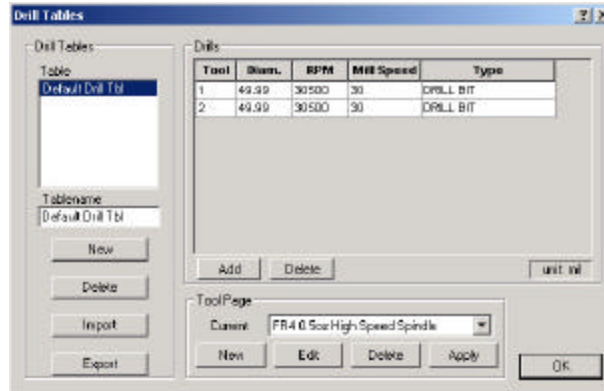 Drill Tables
Drill Tables
Table
Default Drill Tbl
Tablename
Default Drill Tbl
New
Delete
Import
Export
Drills
Tool Diam. RPM Mill Speed Type
1 49.99 30500 30 DRILL BIT
2 49.99 30500 30 DRILL BIT
Add Delete unit mil
Tool Page
Current FR4 0.5oz High Speed Spindle
New Edit Delete Apply
OK